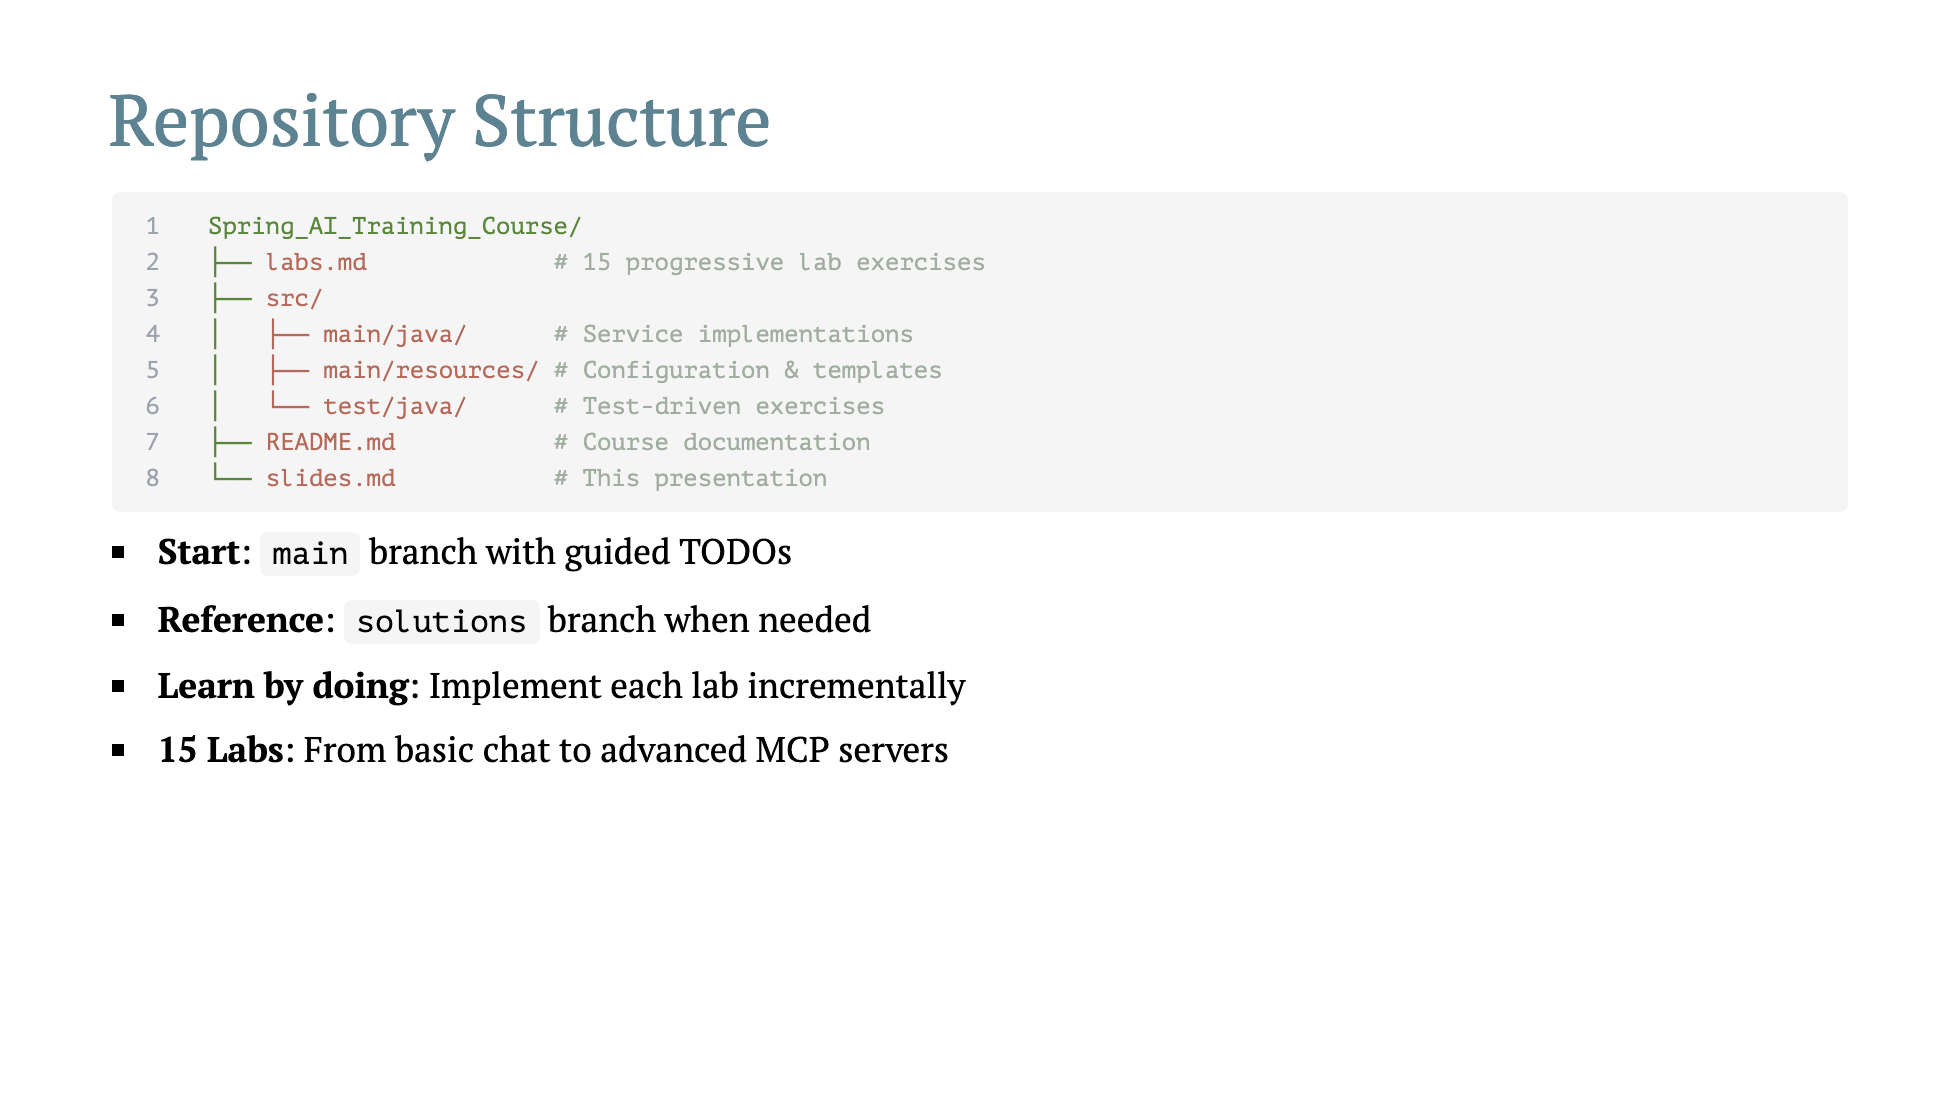 Repository Structure
1 Spring_AI_Training_Course/
2 ├── labs.md # 15 progressive lab exercises
3 ├── src/
4 │   ├── main/java/ # Service implementations
5 │   ├── main/resources/ # Configuration & templates
6 │   └── test/java/ # Test-driven exercises
7 ├── README.md # Course documentation
8 └── slides.md # This presentation
▪ Start: main branch with guided TODOs
▪ Reference: solutions branch when needed
▪ Learn by doing: Implement each lab incrementally
▪ 15 Labs: From basic chat to advanced MCP servers